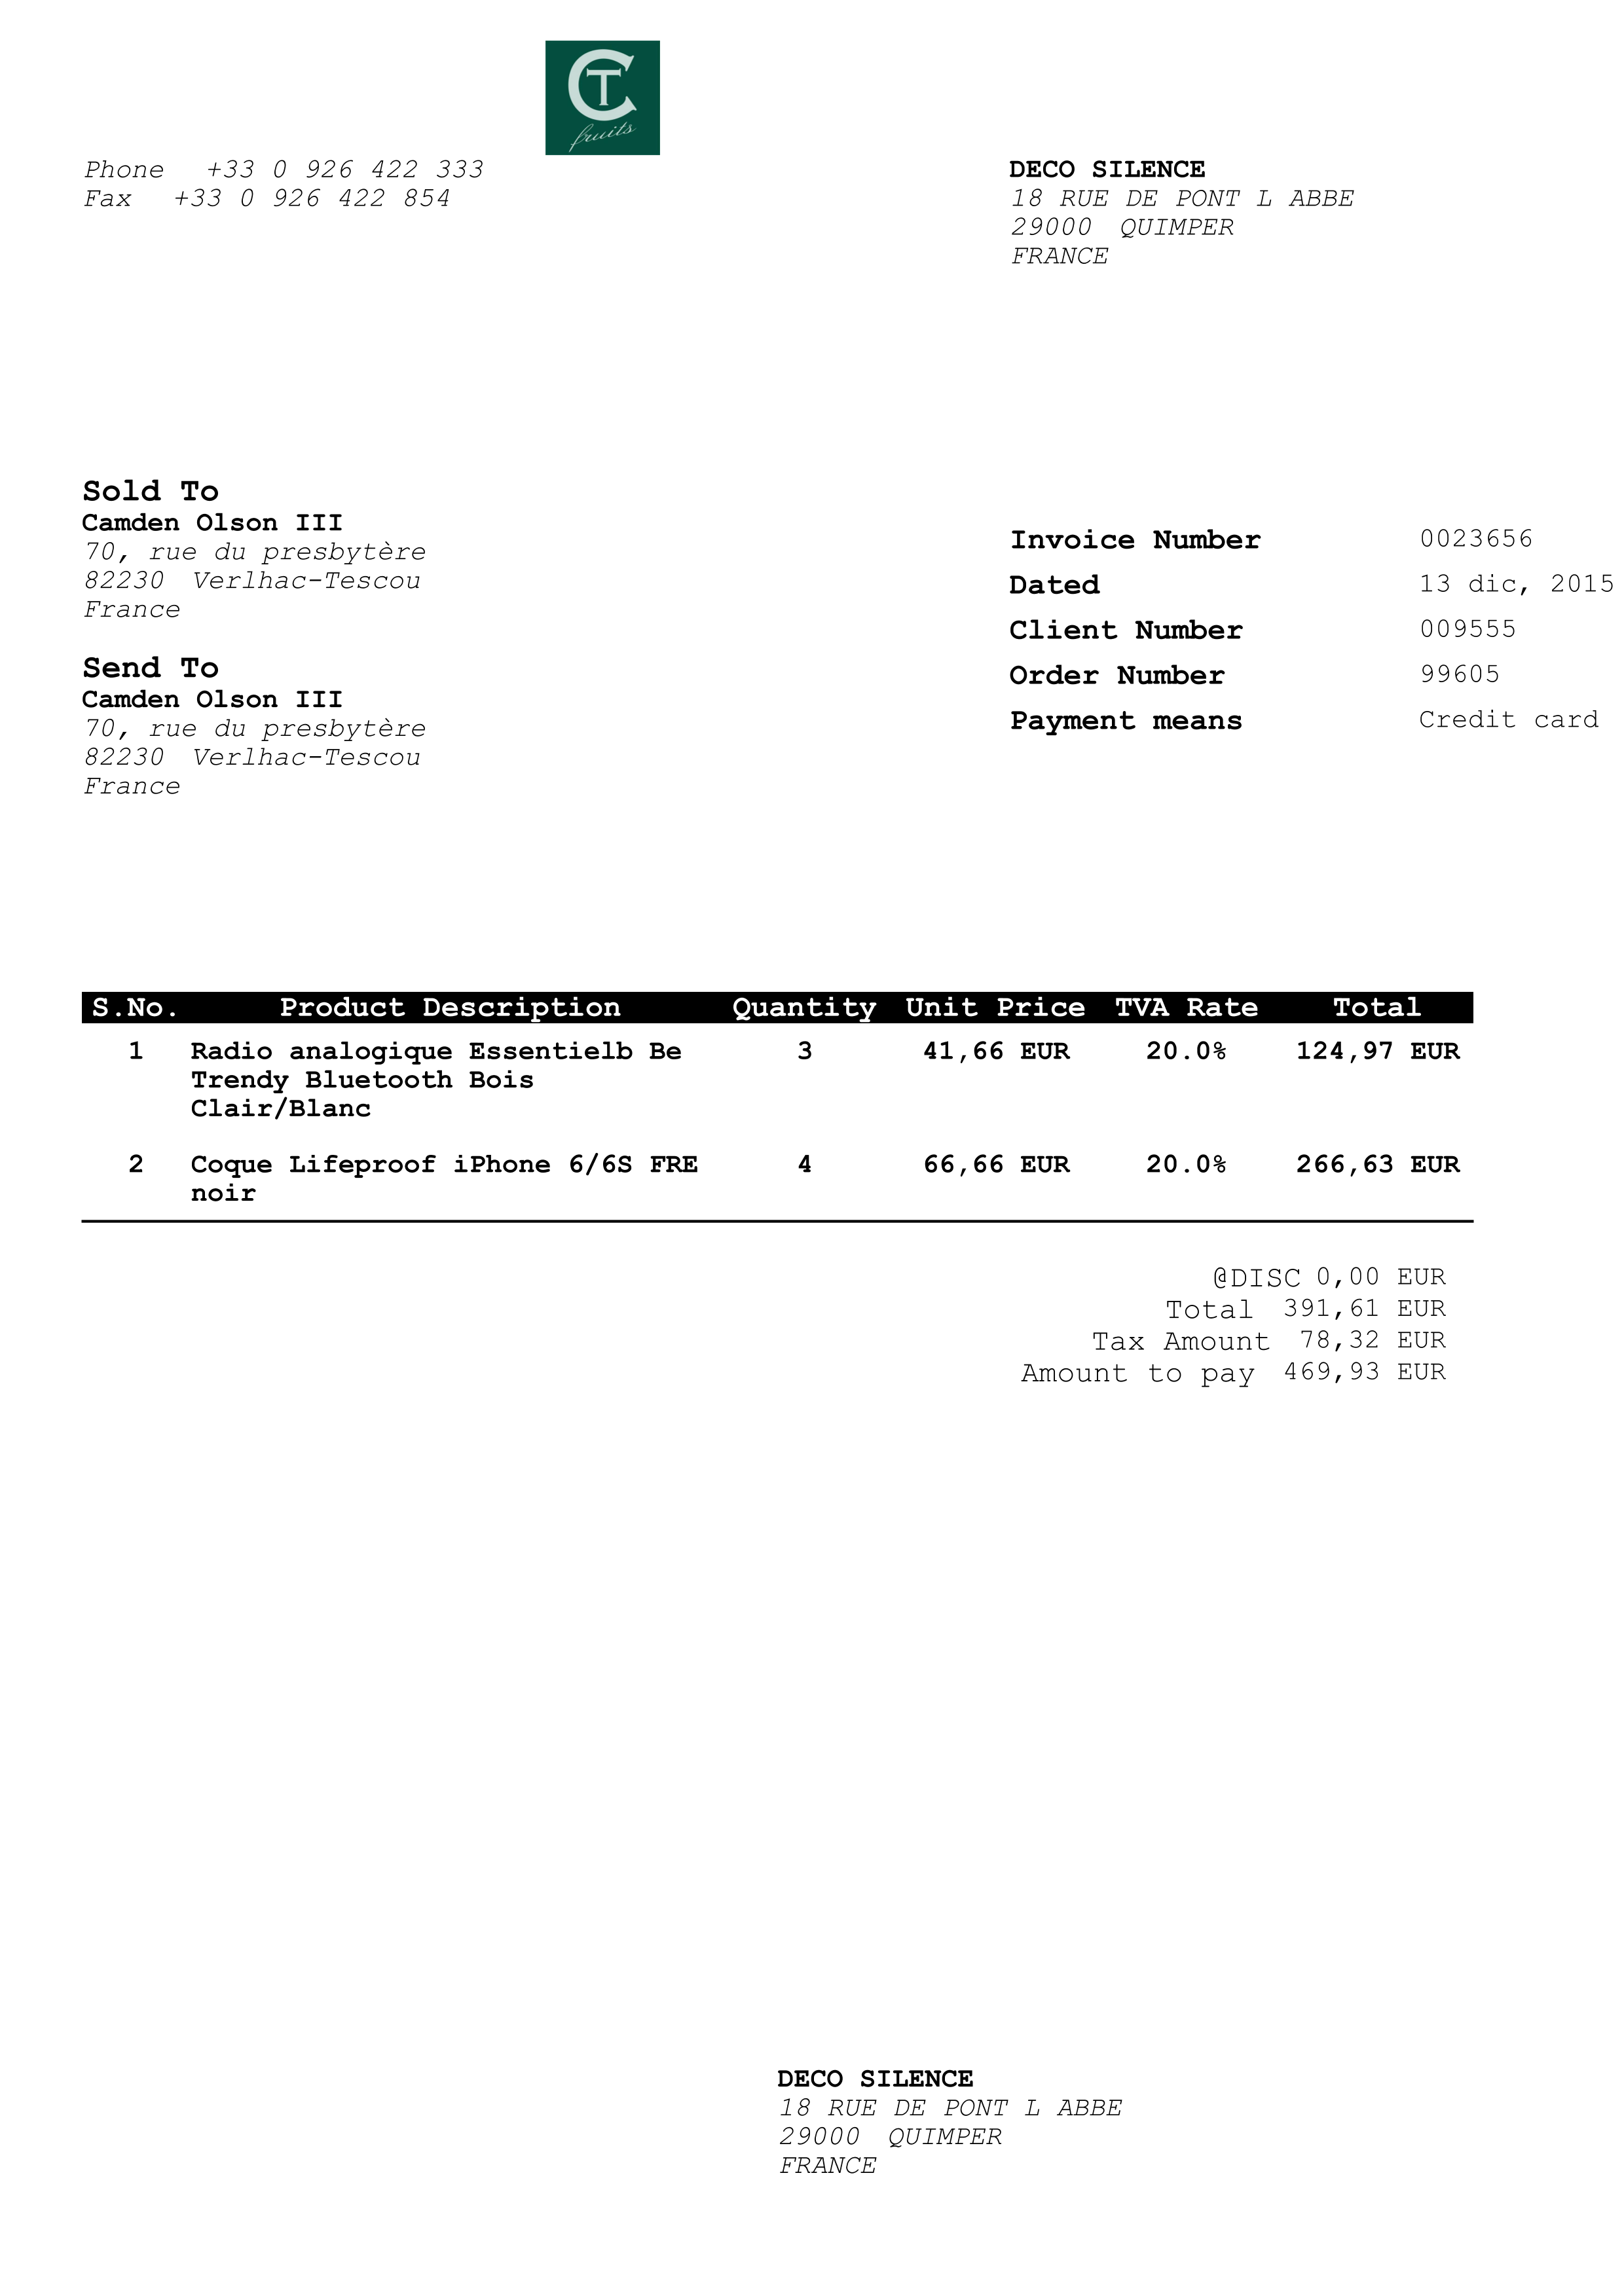 CT
fruits
Phone +33 0 926 422 333
Fax +33 0 926 422 854
DECO SILENCE
18 RUE DE PONT L ABBE
29000 QUIMPER
FRANCE
Sold To
Camden Olson III
70, rue du presbytère
82230 Verlhac-Tescou
France
Send To
Camden Olson III
70, rue du presbytère
82230 Verlhac-Tescou
France
Invoice Number 0023656
Dated 13 dic, 2015
Client Number 009555
Order Number 99605
Payment means Credit card
S.No. Product Description Quantity Unit Price TVA Rate Total
1 Radio analogique Essentielb Be 3 41,66 EUR 20.0% 124,97 EUR
Trendy Bluetooth Bois
Clair/Blanc
2 Coque Lifeproof iPhone 6/6S FRE 4 66,66 EUR 20.0% 266,63 EUR
noir
@DISC 0,00 EUR
Total 391,61 EUR
Tax Amount 78,32 EUR
Amount to pay 469,93 EUR
DECO SILENCE
18 RUE DE PONT L ABBE
29000 QUIMPER
FRANCE